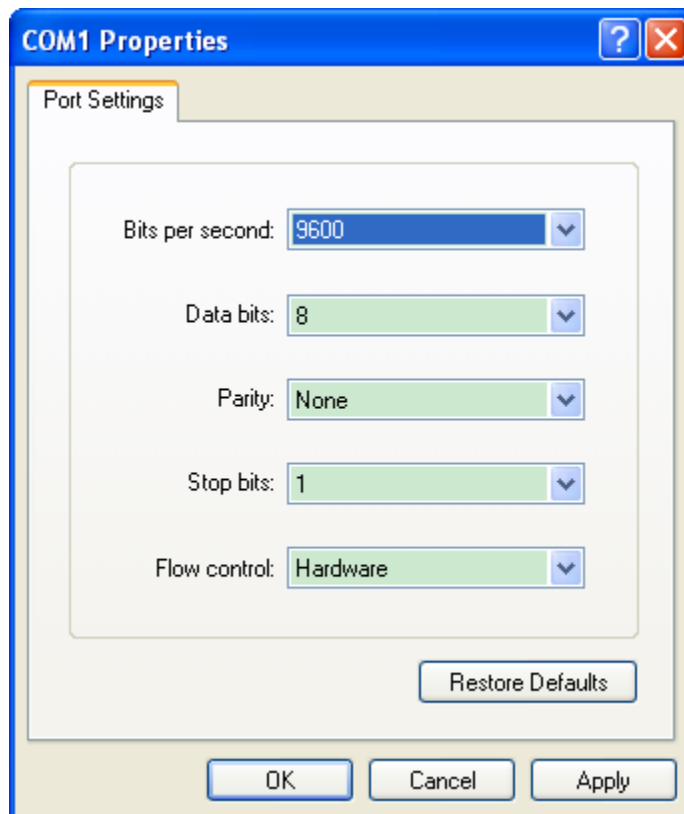 COM1 Properties
Port Settings
Bits per second: 9600
Data bits: 8
Parity: None
Stop bits: 1
Flow control: Hardware
Restore Defaults
OK Cancel Apply